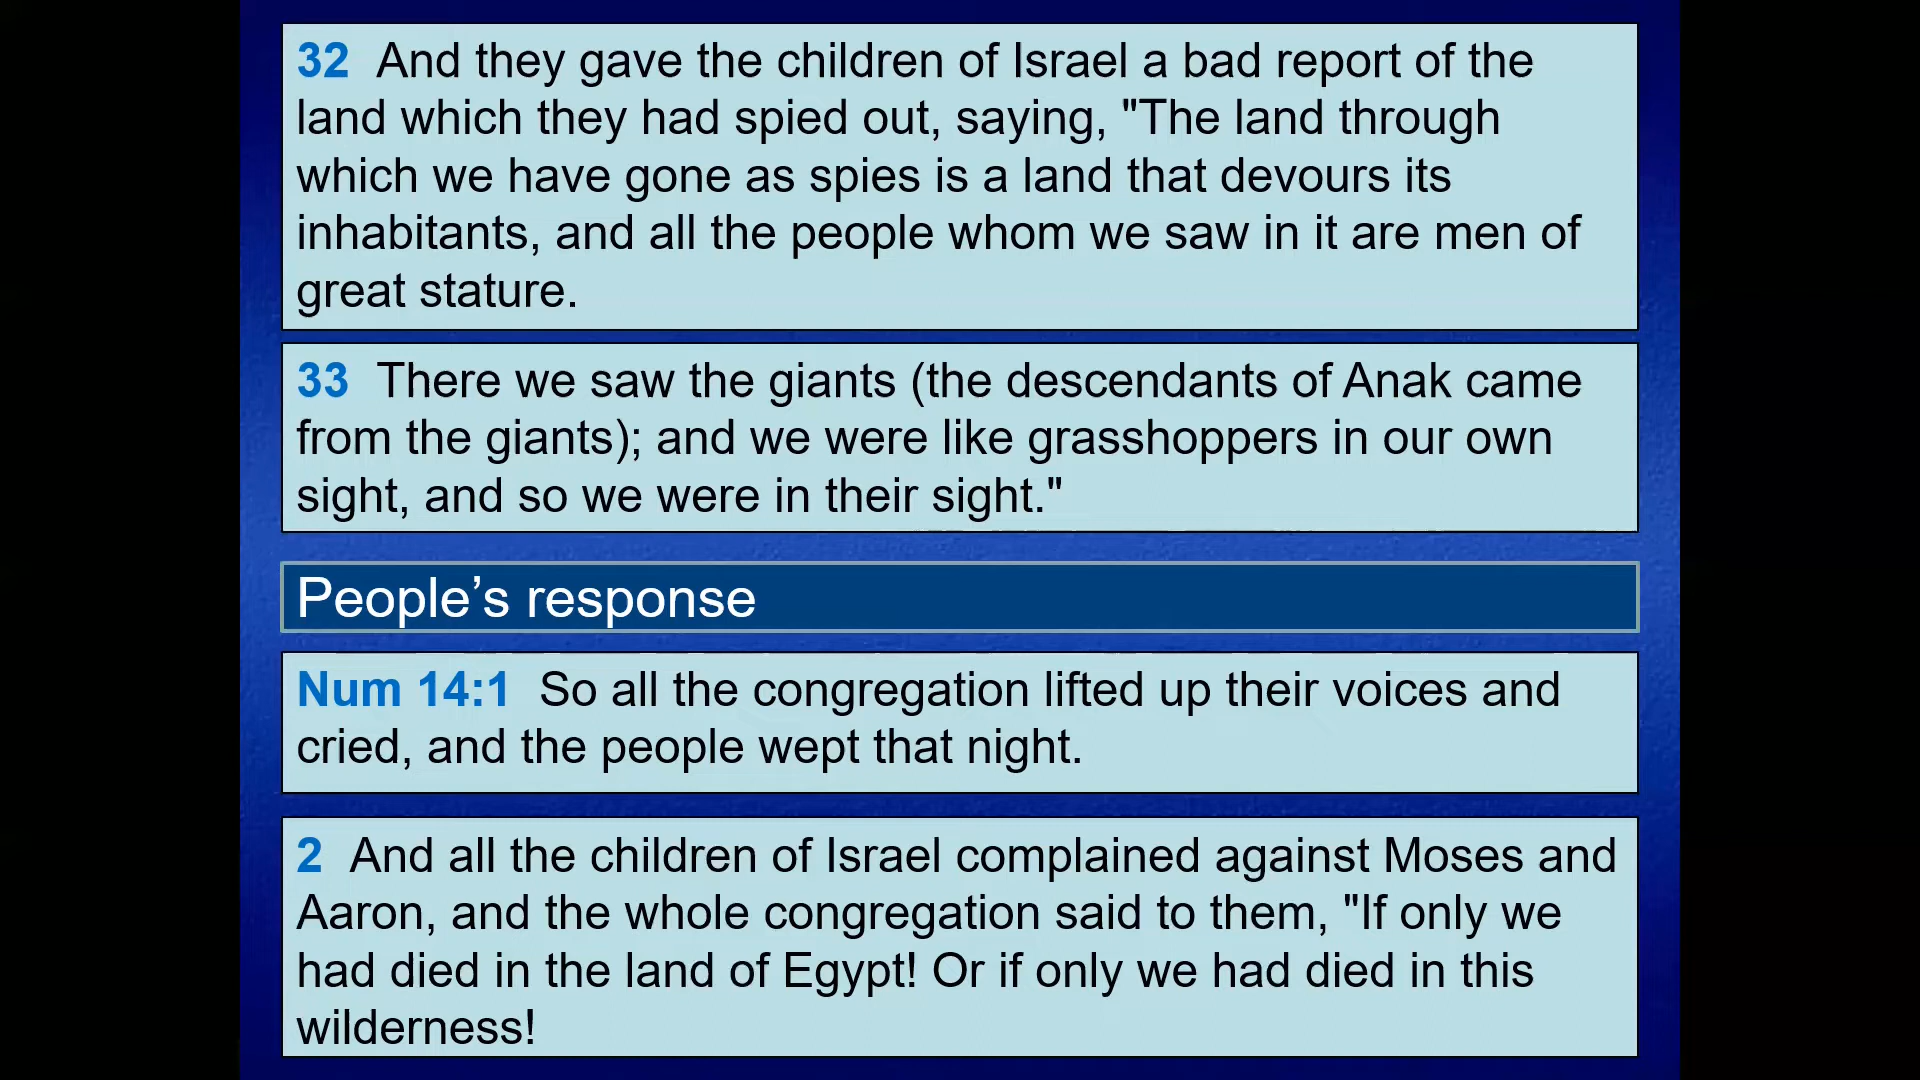 32 And they gave the children of Israel a bad report of the
land which they had spied out, saying, "The land through
which we have gone as spies is a land that devours its
inhabitants, and all the people whom we saw in it are men of
great stature.
33 There we saw the giants (the descendants of Anak came
from the giants); and we were like grasshoppers in our own
sight, and so we were in their sight."
People’s response
Num 14:1 So all the congregation lifted up their voices and
cried, and the people wept that night.
2 And all the children of Israel complained against Moses and
Aaron, and the whole congregation said to them, "If only we
had died in the land of Egypt! Or if only we had died in this
wilderness!